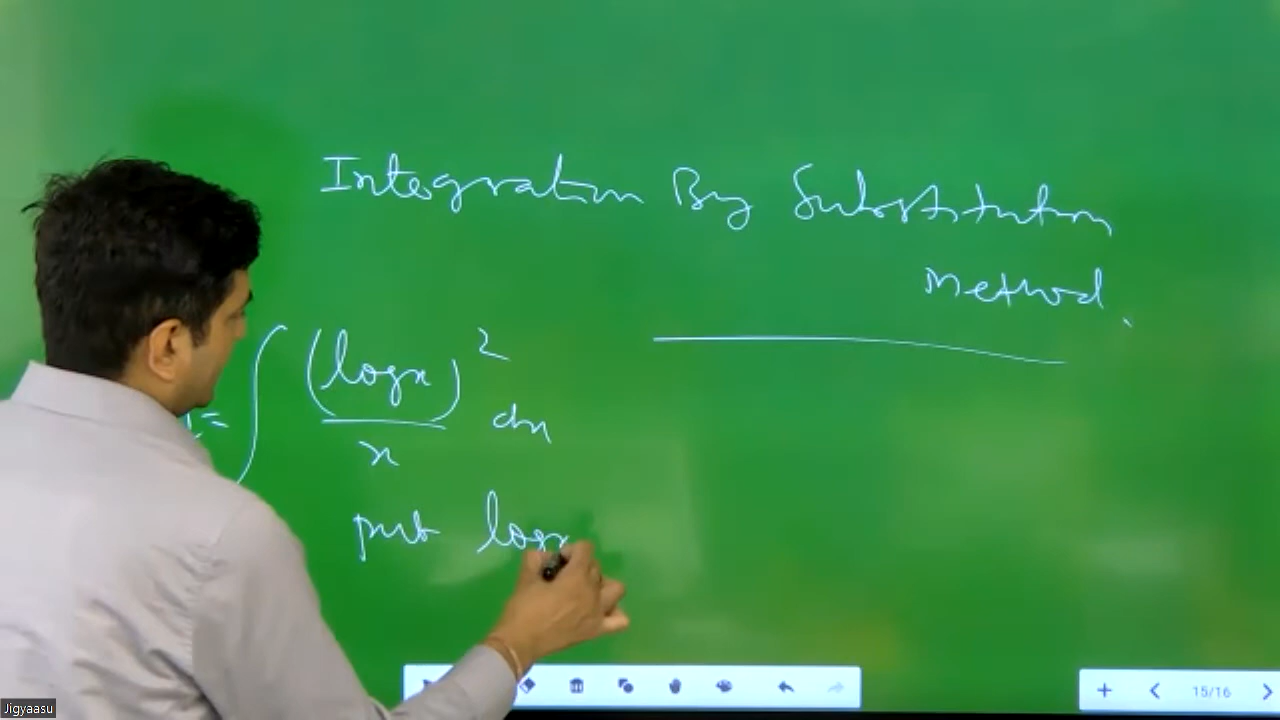 Integration By Substitution
Method.
I = ∫ (log x)² / x dx
put log x
15/16
Jigyaasu